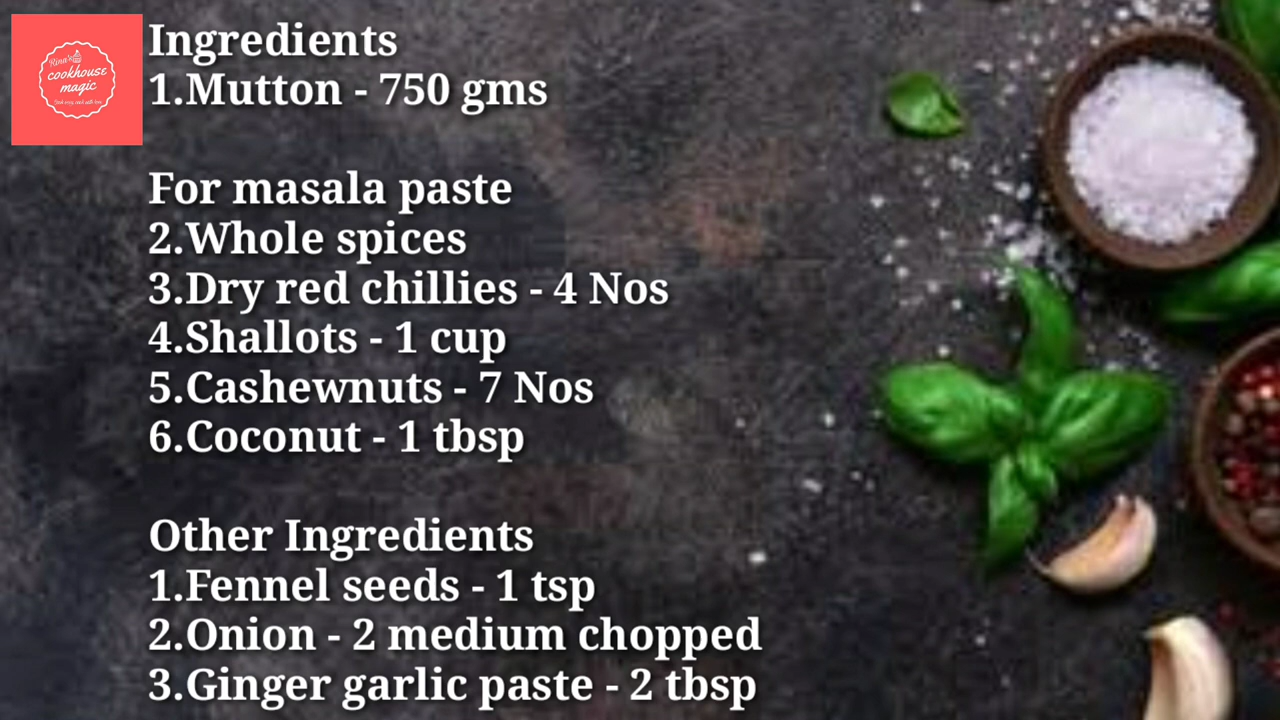 Rina's
cookhouse
magic
Ingredients
1.Mutton - 750 gms
For masala paste
2.Whole spices
3.Dry red chillies - 4 Nos
4.Shallots - 1 cup
5.Cashewnuts - 7 Nos
6.Coconut - 1 tbsp
Other Ingredients
1.Fennel seeds - 1 tsp
2.Onion - 2 medium chopped
3.Ginger garlic paste - 2 tbsp